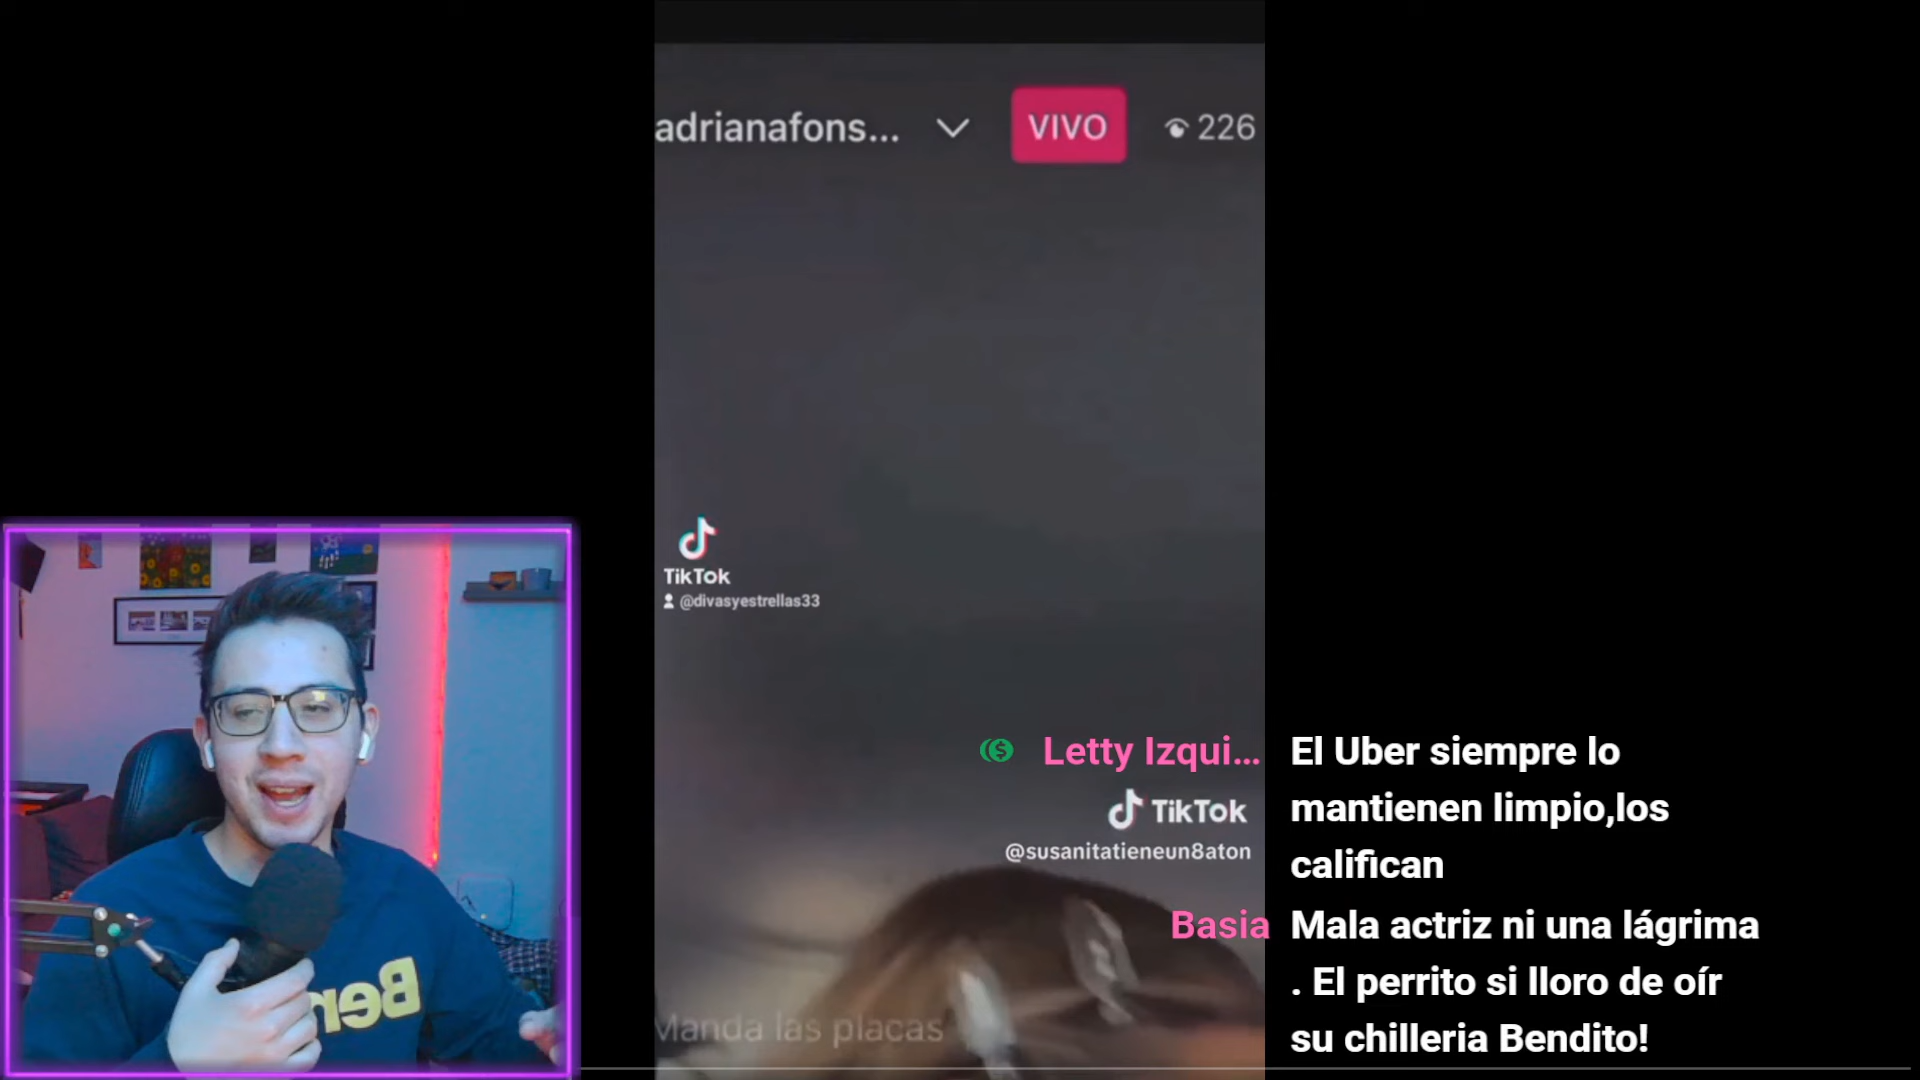 adrianafons...
VIVO
226
TikTok
@divasyestrellas33
Letty Izqui...
El Uber siempre lo
mantienen limpio,los
califican
TikTok
@susanitatieneun8aton
Basia
Mala actriz ni una lágrima
. El perrito si lloro de oír
su chilleria Bendito!
Manda las placas
Ben